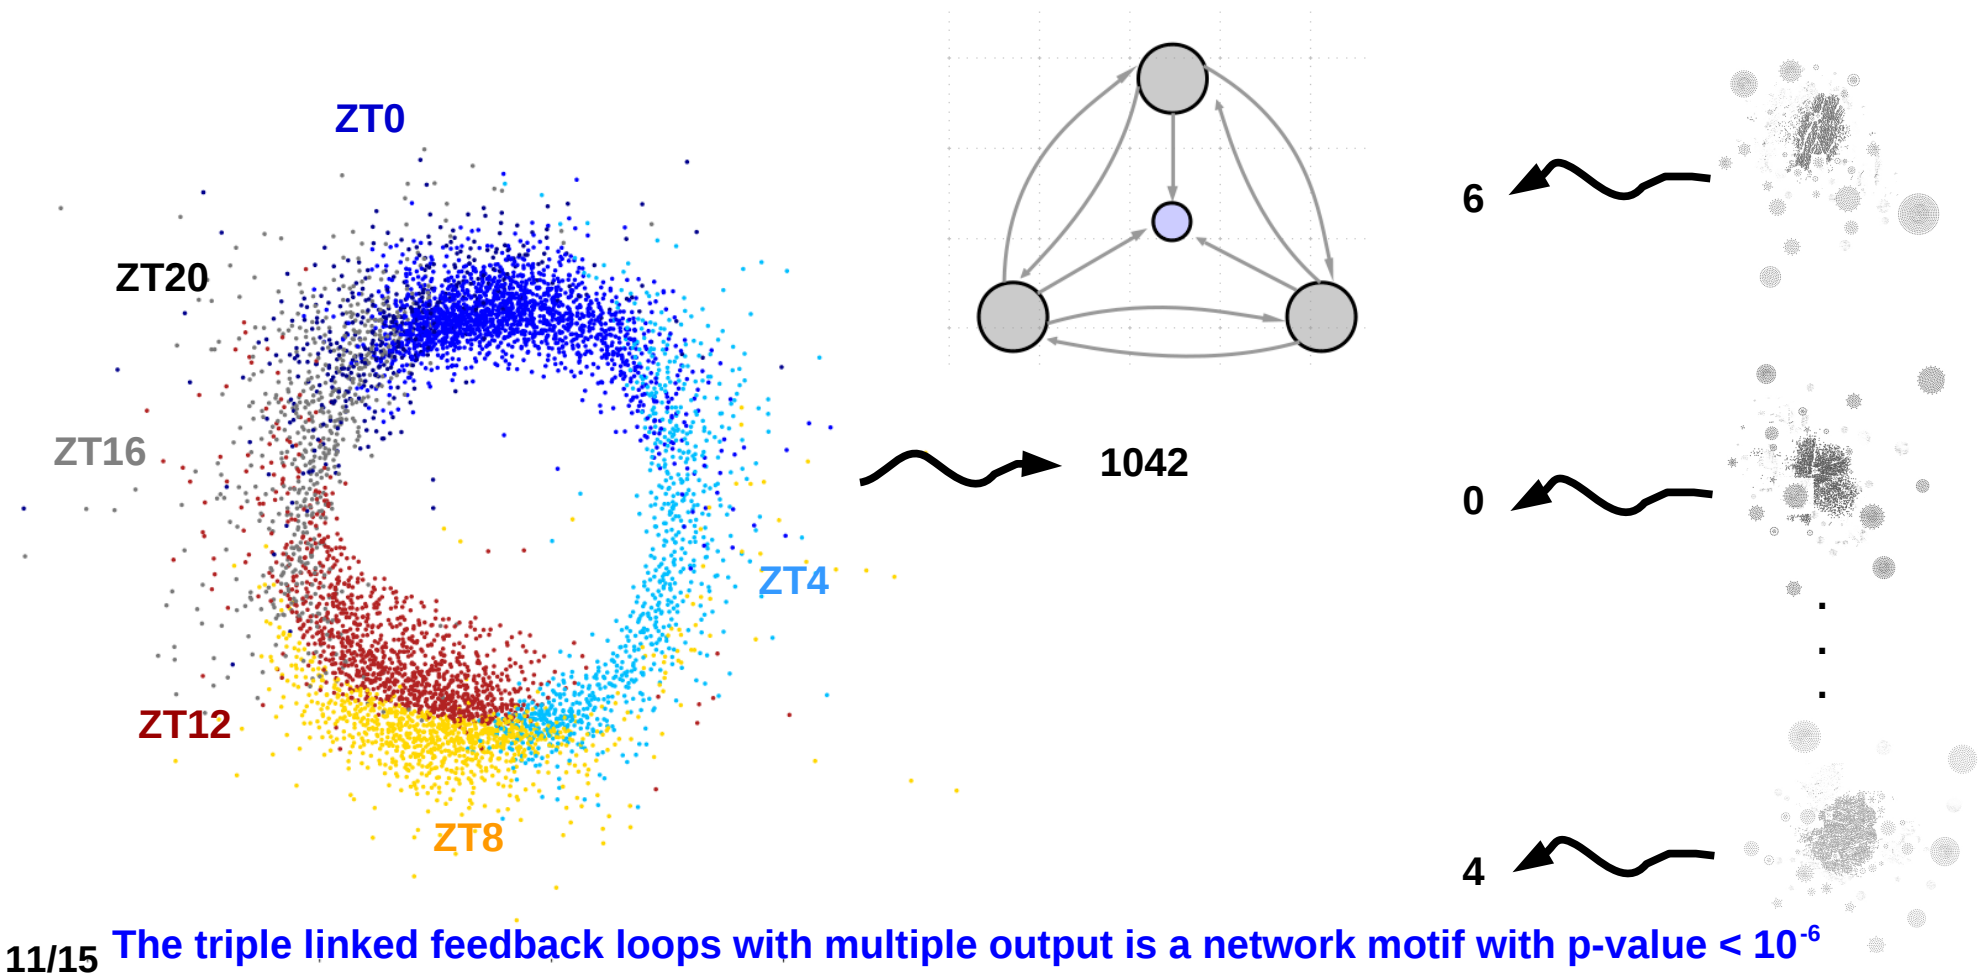 ZT0
ZT20
ZT16
ZT12
ZT8
ZT4
1042
6
0
.
.
.
4
11/15
The triple linked feedback loops with multiple output is a network motif with p-value < 10⁻⁶